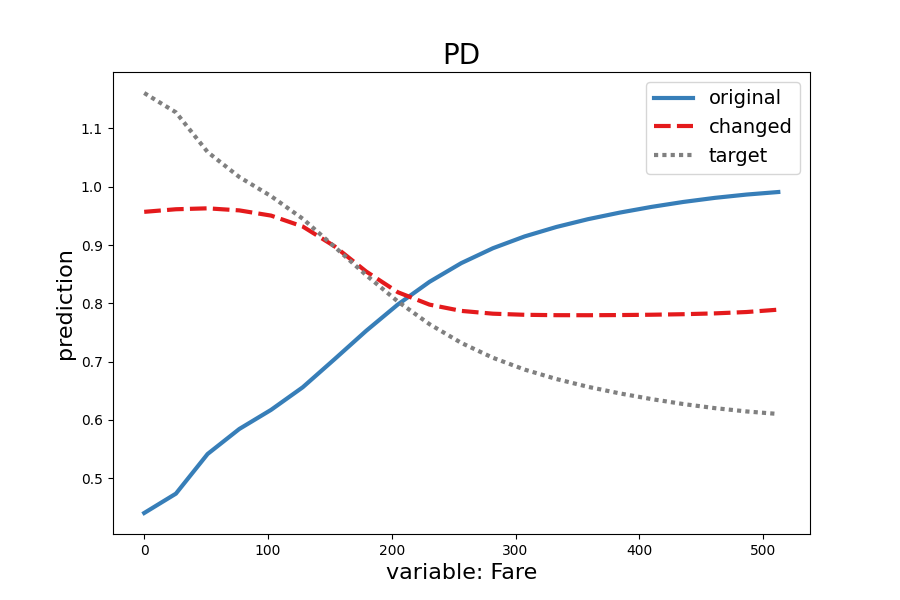 PD
original
changed
target
1.1
1.0
0.9
0.8
0.7
0.6
0.5
prediction
0 100 200 300 400 500
variable: Fare